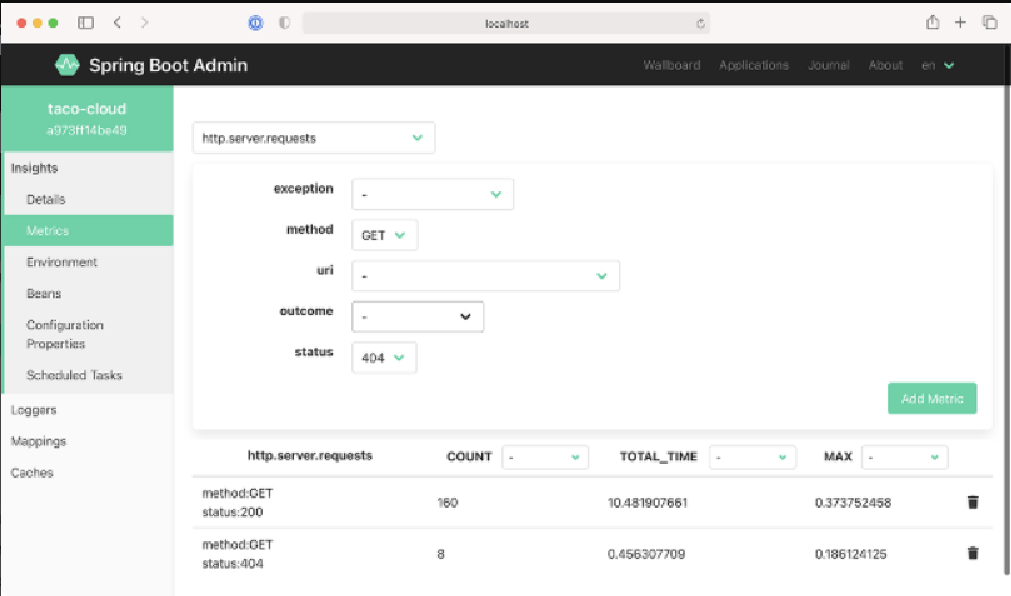 localhost
Spring Boot Admin
Wallboard Applications Journal About en
taco-cloud
a973ff14be49
http.server.requests
Insights
Details
Metrics
Environment
Beans
Configuration
Properties
Scheduled Tasks
Loggers
Mappings
Caches
exception -
method GET
uri -
outcome -
status 404
Add Metric
http.server.requests COUNT - TOTAL_TIME - MAX -
method:GET
status:200
160 10.481907661 0.373752458
method:GET
status:404
8 0.456307709 0.186124125